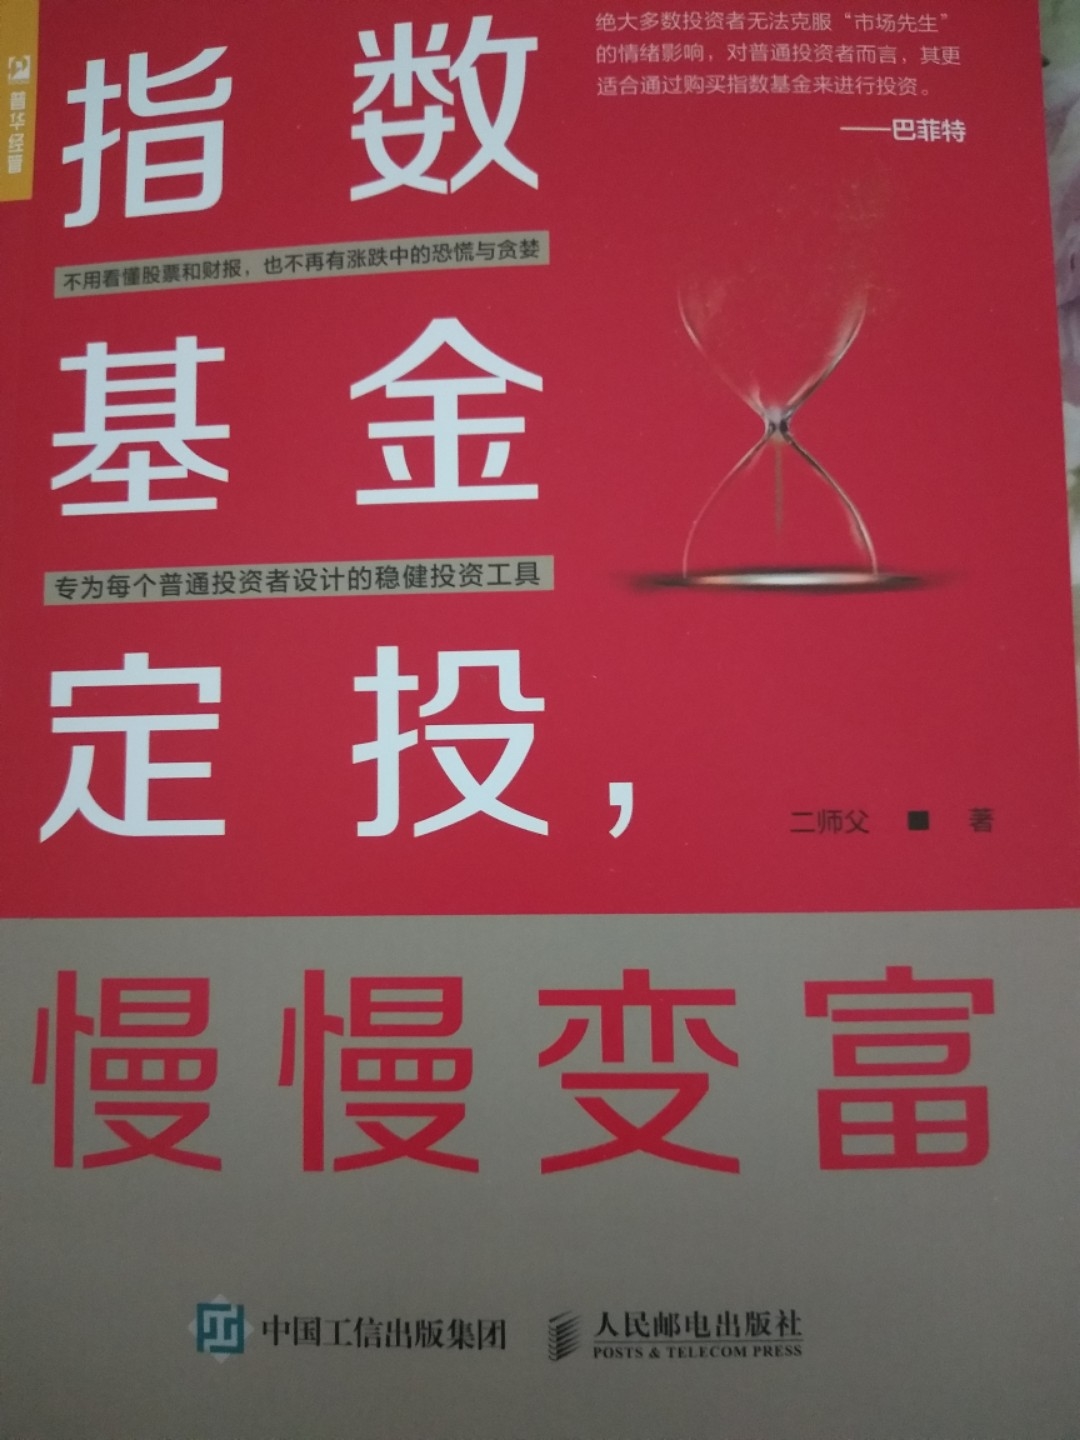 普华经管
绝大多数投资者无法克服“市场先生”
的情绪影响，对普通投资者而言，其更
适合通过购买指数基金来进行投资。
——巴菲特
指数
不用看懂股票和财报，也不再有涨跌中的恐慌与贪婪
基金
专为每个普通投资者设计的稳健投资工具
定投，
二师父 ■ 著
慢慢变富
中国工信出版集团
人民邮电出版社
POSTS & TELECOM PRESS